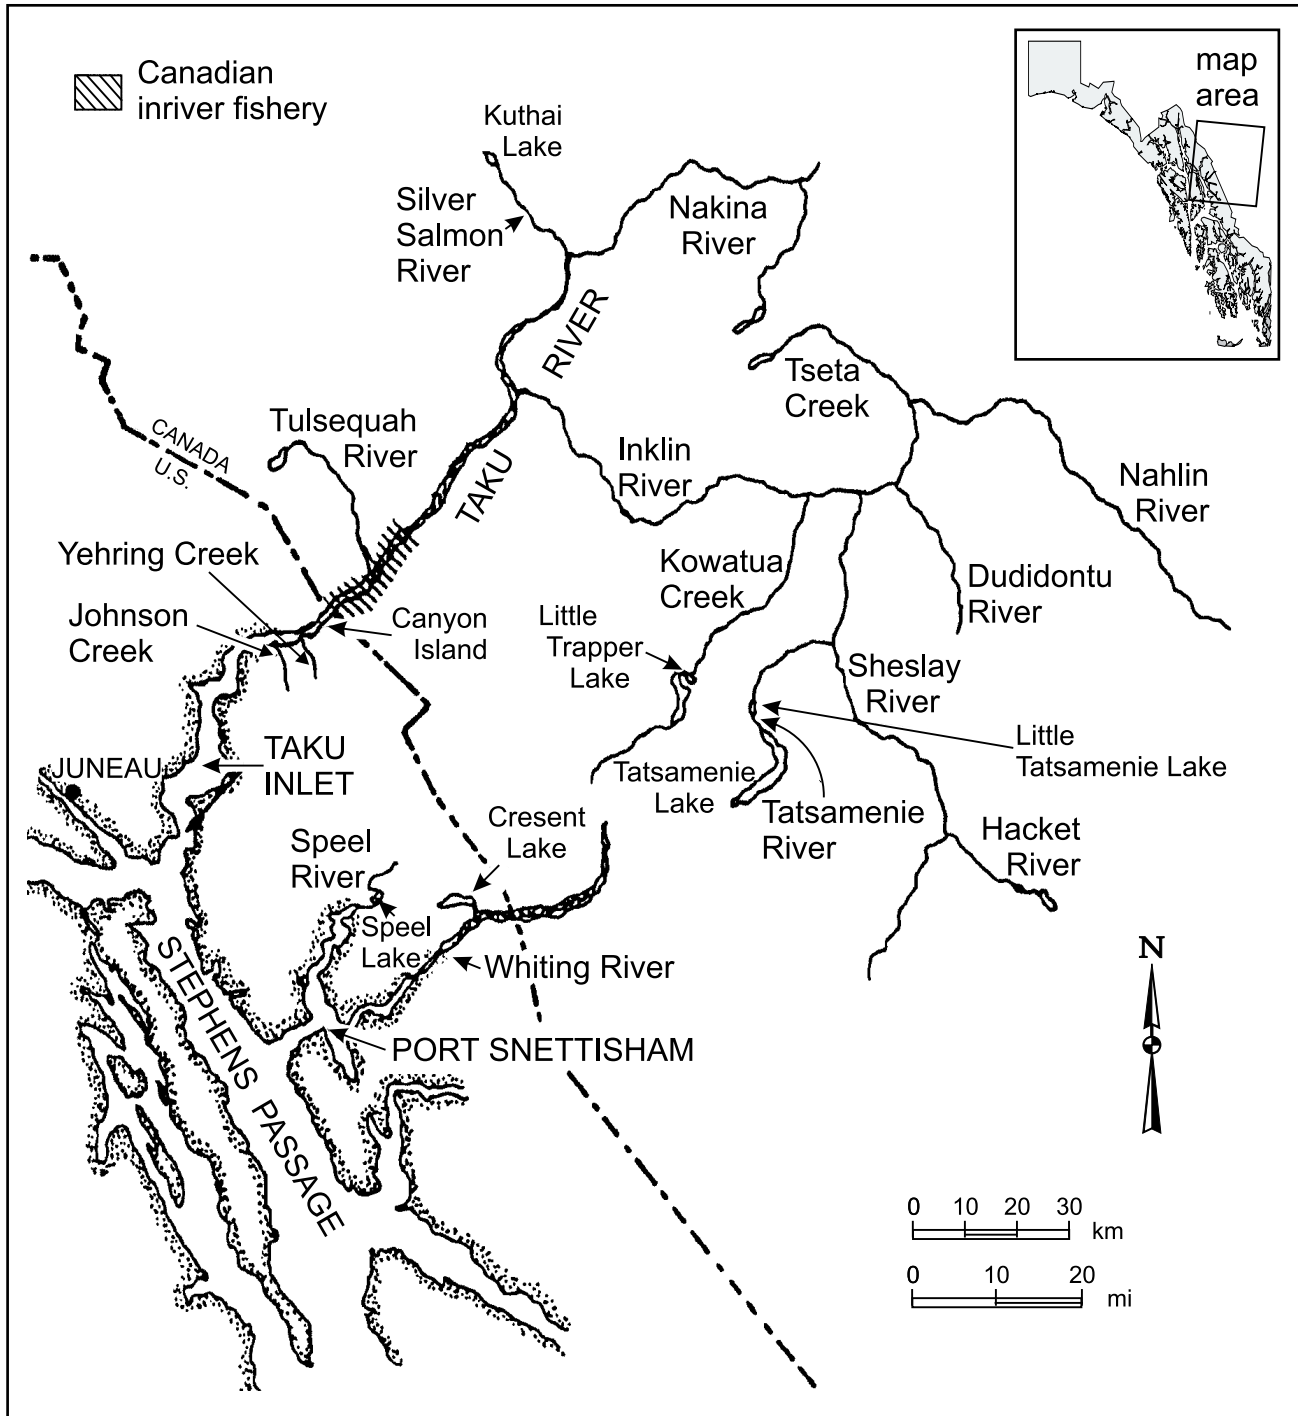 Canadian
inriver fishery
map
area
Kuthai
Lake
Silver
Salmon
River
Nakina
River
RIVER
TAKU
Tseta
Creek
Tulsequah
River
CANADA
U.S.
Inklin
River
Nahlin
River
Yehring Creek
Kowatua
Creek
Dudidontu
River
Johnson
Creek
Canyon
Island
Little
Trapper
Lake
Sheslay
River
TAKU
INLET
JUNEAU
Little
Tatsamenie Lake
Tatsamenie
Lake
Tatsamenie
River
Cresent
Lake
Hacket
River
Speel
River
Speel
Lake
Whiting River
N
PORT SNETTISHAM
STEPHENS PASSAGE
0 10 20 30
km
0 10 20
mi